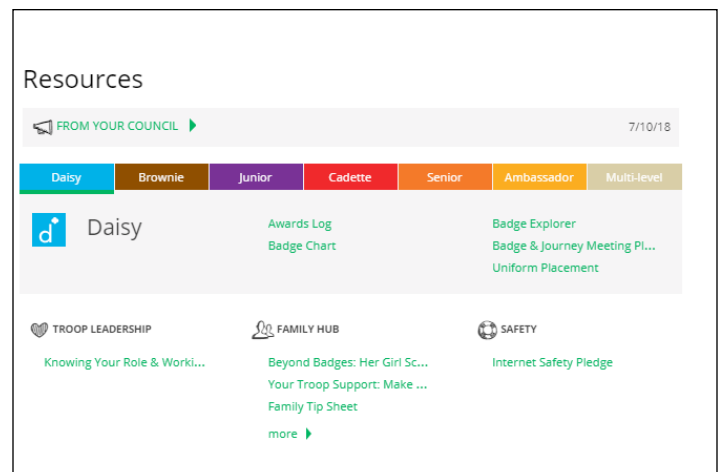 Resources
FROM YOUR COUNCIL
7/10/18
Daisy Brownie Junior Cadette Senior Ambassador Multi-level
d Daisy
Awards Log
Badge Chart
Badge Explorer
Badge & Journey Meeting Pl...
Uniform Placement
TROOP LEADERSHIP
Knowing Your Role & Worki...
FAMILY HUB
Beyond Badges: Her Girl Sc...
Your Troop Support: Make ...
Family Tip Sheet
more
SAFETY
Internet Safety Pledge